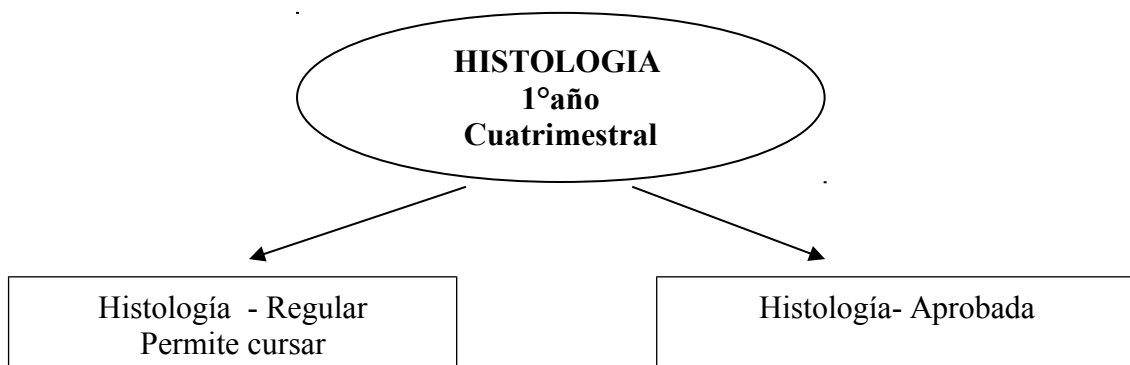 HISTOLOGIA
1°año
Cuatrimestral
Histología - Regular
Permite cursar
Histología- Aprobada